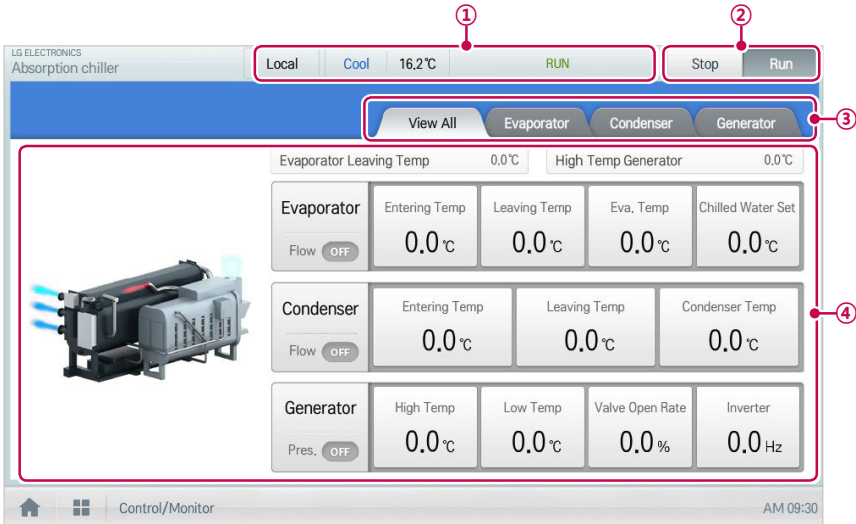 ① ②
LG ELECTRONICS
Absorption chiller
Local Cool 16.2℃ RUN Stop Run
View All Evaporator Condenser Generator ③
Evaporator Leaving Temp 0.0℃ High Temp Generator 0.0℃
Evaporator Entering Temp Leaving Temp Eva. Temp Chilled Water Set
Flow OFF 0.0 ℃ 0.0 ℃ 0.0 ℃ 0.0 ℃
Condenser Entering Temp Leaving Temp Condenser Temp ④
Flow OFF 0.0 ℃ 0.0 ℃ 0.0 ℃
Generator High Temp Low Temp Valve Open Rate Inverter
Pres. OFF 0.0 ℃ 0.0 ℃ 0.0 % 0.0 Hz
Control/Monitor AM 09:30